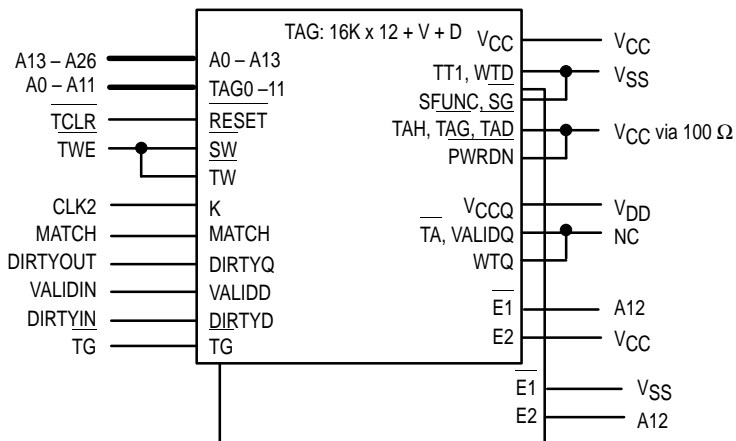 TAG: 16K x 12 + V + D
A13 – A26
A0 – A11
TCLR
TWE
CLK2
MATCH
DIRTYOUT
VALIDIN
DIRTYIN
TG
A0 – A13
TAG0 –11
RESET
SW
TW
K
MATCH
DIRTYQ
VALIDD
DIRTYD
TG
VCC
TT1, WTD
SFUNC, SG
TAH, TAG, TAD
PWRDN
VCCQ
TA, VALIDQ
WTQ
E1
E2
VCC
VSS
VCC via 100 Ω
VDD
NC
A12
VCC
E1
VSS
E2
A12